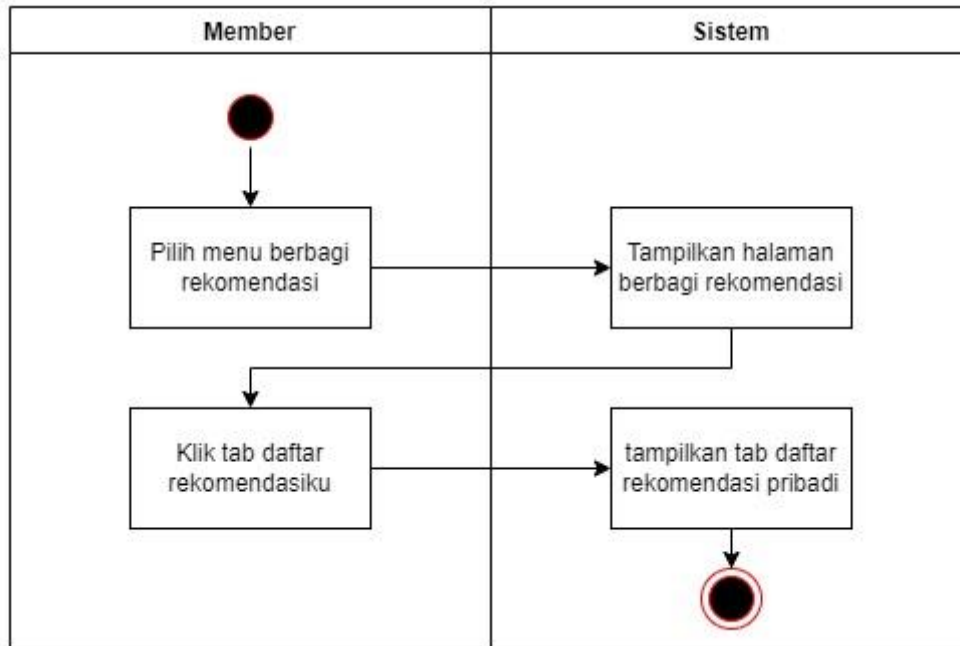 Member
Sistem
Pilih menu berbagi
rekomendasi
Tampilkan halaman
berbagi rekomendasi
Klik tab daftar
rekomendasiku
tampilkan tab daftar
rekomendasi pribadi